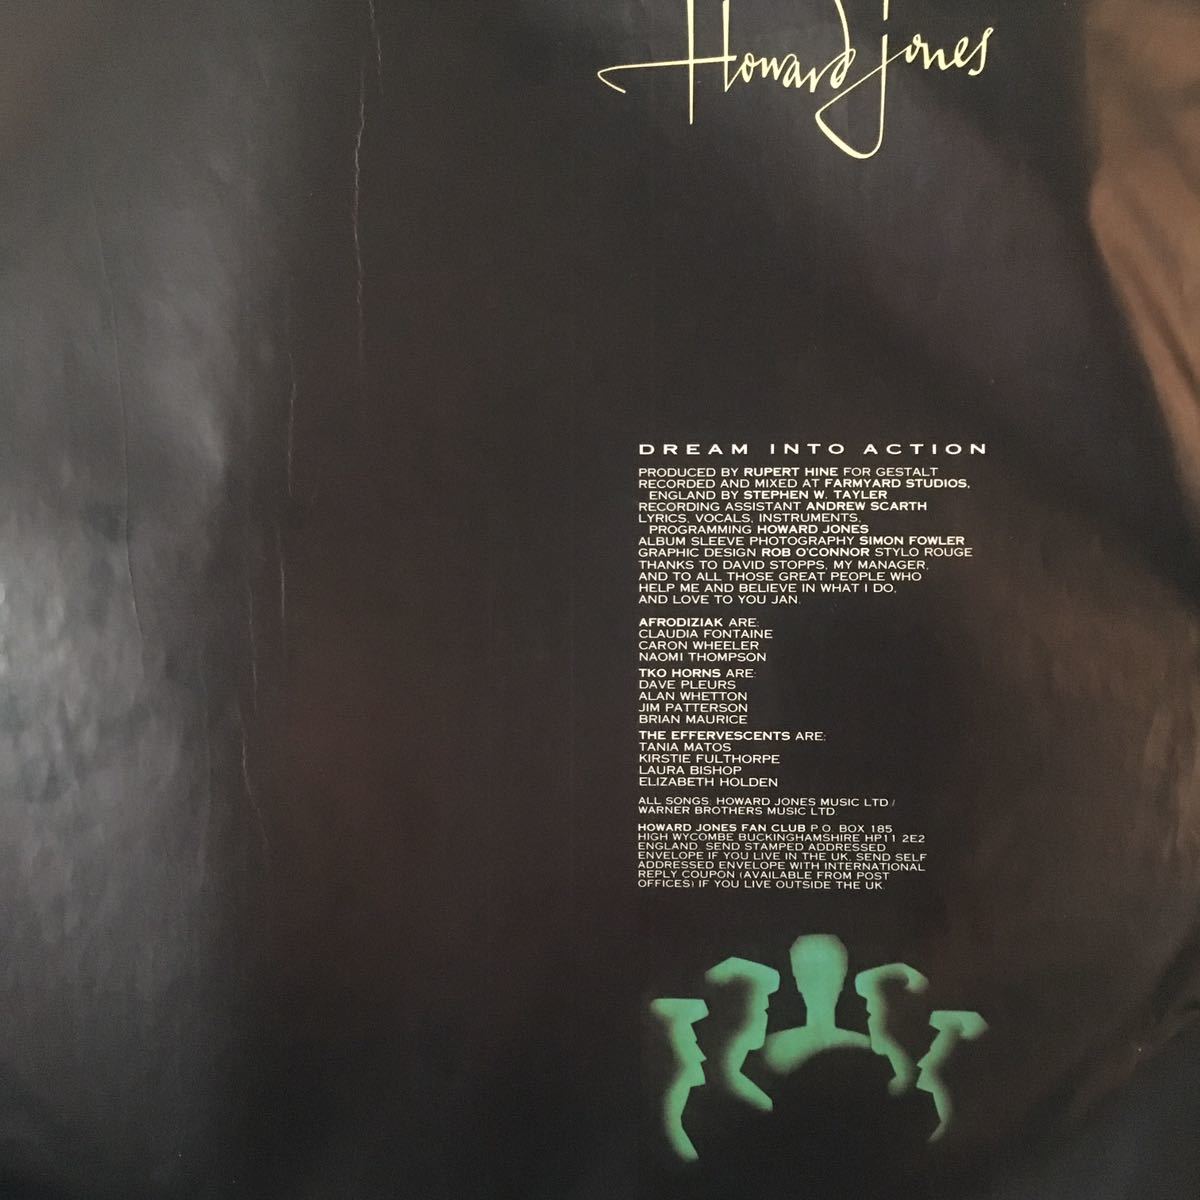 Howard Jones
DREAM INTO ACTION
PRODUCED BY RUPERT HINE FOR GESTALT
RECORDED AND MIXED AT FARMYARD STUDIOS,
ENGLAND BY STEPHEN W. TAYLER
RECORDING ASSISTANT ANDREW SCARTH
LYRICS, VOCALS, INSTRUMENTS,
PROGRAMMING HOWARD JONES
ALBUM SLEEVE PHOTOGRAPHY SIMON FOWLER
GRAPHIC DESIGN ROB O'CONNOR STYLO ROUGE
THANKS TO DAVID STOPPS, MY MANAGER,
AND TO ALL THOSE GREAT PEOPLE WHO
HELP ME AND BELIEVE IN WHAT I DO,
AND LOVE TO YOU JAN.
AFRODIZIAK ARE:
CLAUDIA FONTAINE
CARON WHEELER
NAOMI THOMPSON
TKO HORNS ARE:
DAVE PLEURS
ALAN WHETTON
JIM PATTERSON
BRIAN MAURICE
THE EFFERVESCENTS ARE:
TANIA MATOS
KIRSTIE FULTHORPE
LAURA BISHOP
ELIZABETH HOLDEN
ALL SONGS: HOWARD JONES MUSIC LTD./
WARNER BROTHERS MUSIC LTD.
HOWARD JONES FAN CLUB P.O. BOX 185
HIGH WYCOMBE BUCKINGHAMSHIRE HP11 2E2
ENGLAND. SEND STAMPED ADDRESSED
ENVELOPE IF YOU LIVE IN THE UK, SEND SELF
ADDRESSED ENVELOPE WITH INTERNATIONAL
REPLY COUPON (AVAILABLE FROM POST
OFFICES) IF YOU LIVE OUTSIDE THE UK.